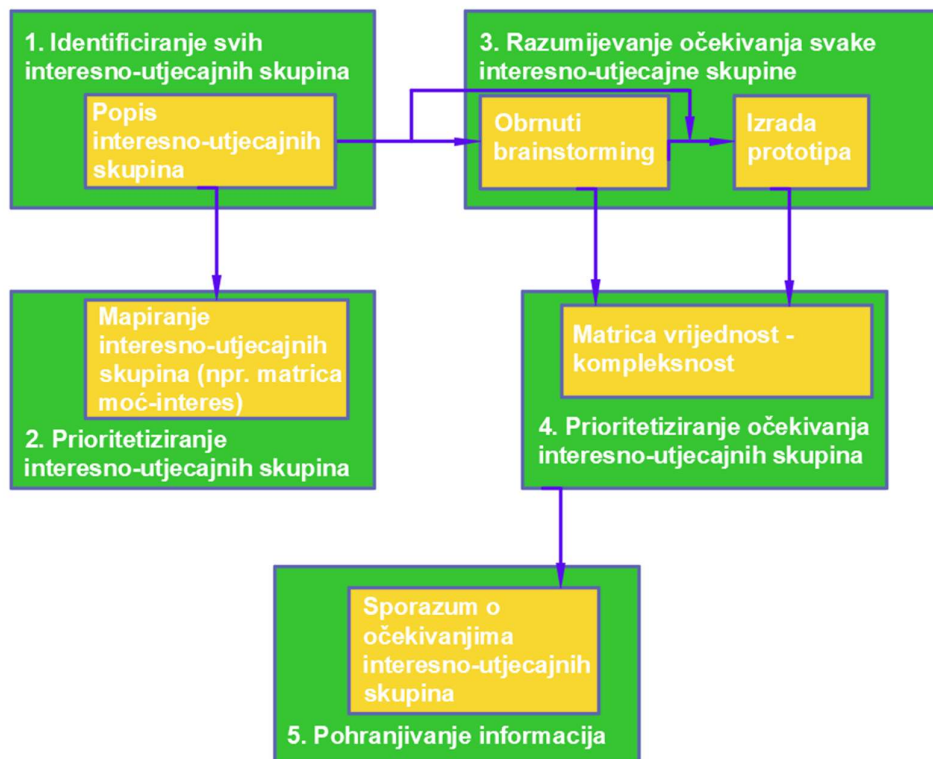 1. Identificiranje svih
interesno-utjecajnih skupina
Popis
interesno-utjecajnih
skupina
3. Razumijevanje očekivanja svake
interesno-utjecajne skupine
Obrnuti
brainstorming
Izrada
prototipa
Mapiranje
interesno-utjecajnih
skupina (npr. matrica
moć-interes)
2. Prioritetiziranje
interesno-utjecajnih skupina
Matrica vrijednost -
kompleksnost
4. Prioritetiziranje očekivanja
interesno-utjecajnih skupina
Sporazum o
očekivanjima
interesno-utjecajnih
skupina
5. Pohranjivanje informacija